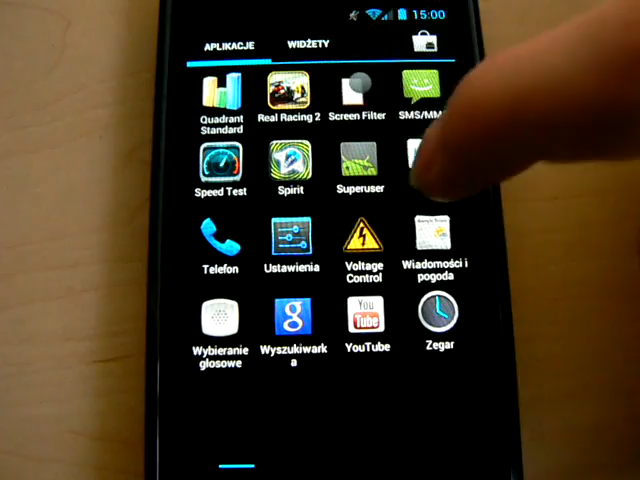 15:00
APLIKACJE WIDŻETY
Quadrant Standard
Real Racing 2
Screen Filter
SMS/MM
Speed Test
Spirit
Superuser
Telefon
Ustawienia
Voltage Control
Wiadomości i pogoda
Wybieranie głosowe
Wyszukiwarka
You Tube
YouTube
Zegar